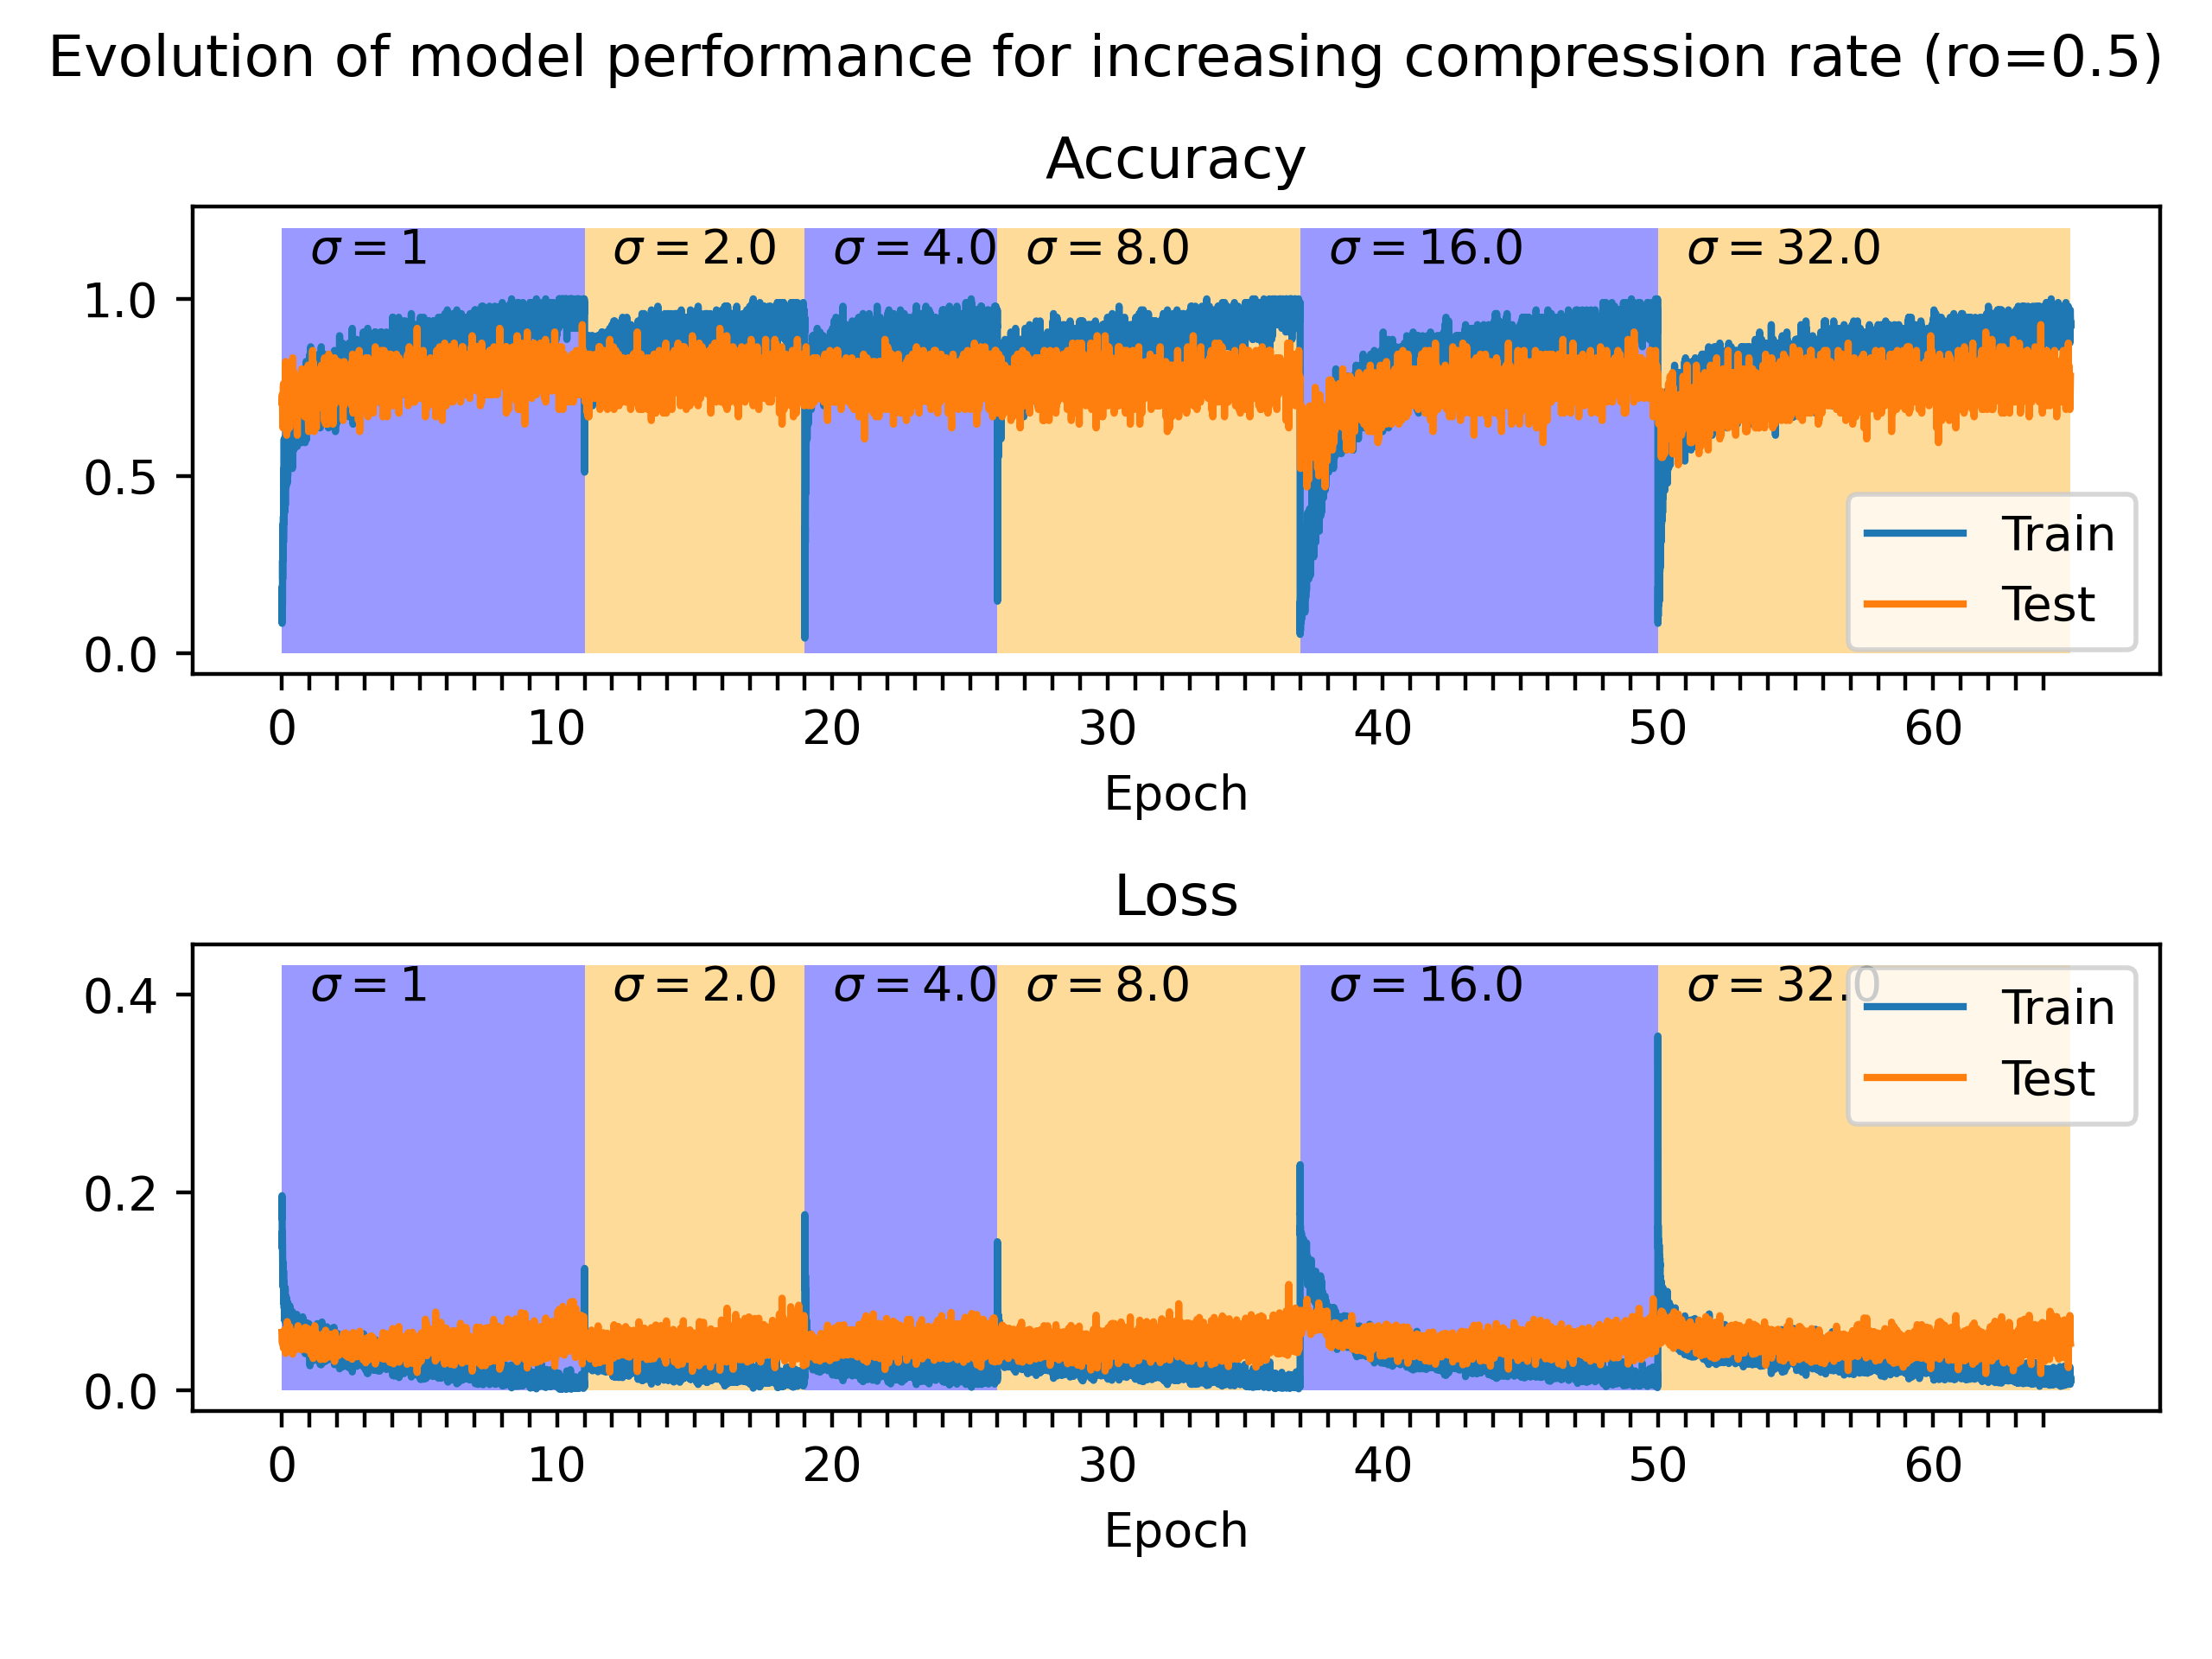 Evolution of model performance for increasing compression rate (ro=0.5)
Accuracy
σ = 1 σ = 2.0 σ = 4.0 σ = 8.0 σ = 16.0 σ = 32.0
1.0
0.5
0.0
Train
Test
0 10 20 30 40 50 60
Epoch
Loss
σ = 1 σ = 2.0 σ = 4.0 σ = 8.0 σ = 16.0 σ = 32.0
0.4
0.2
0.0
Train
Test
0 10 20 30 40 50 60
Epoch